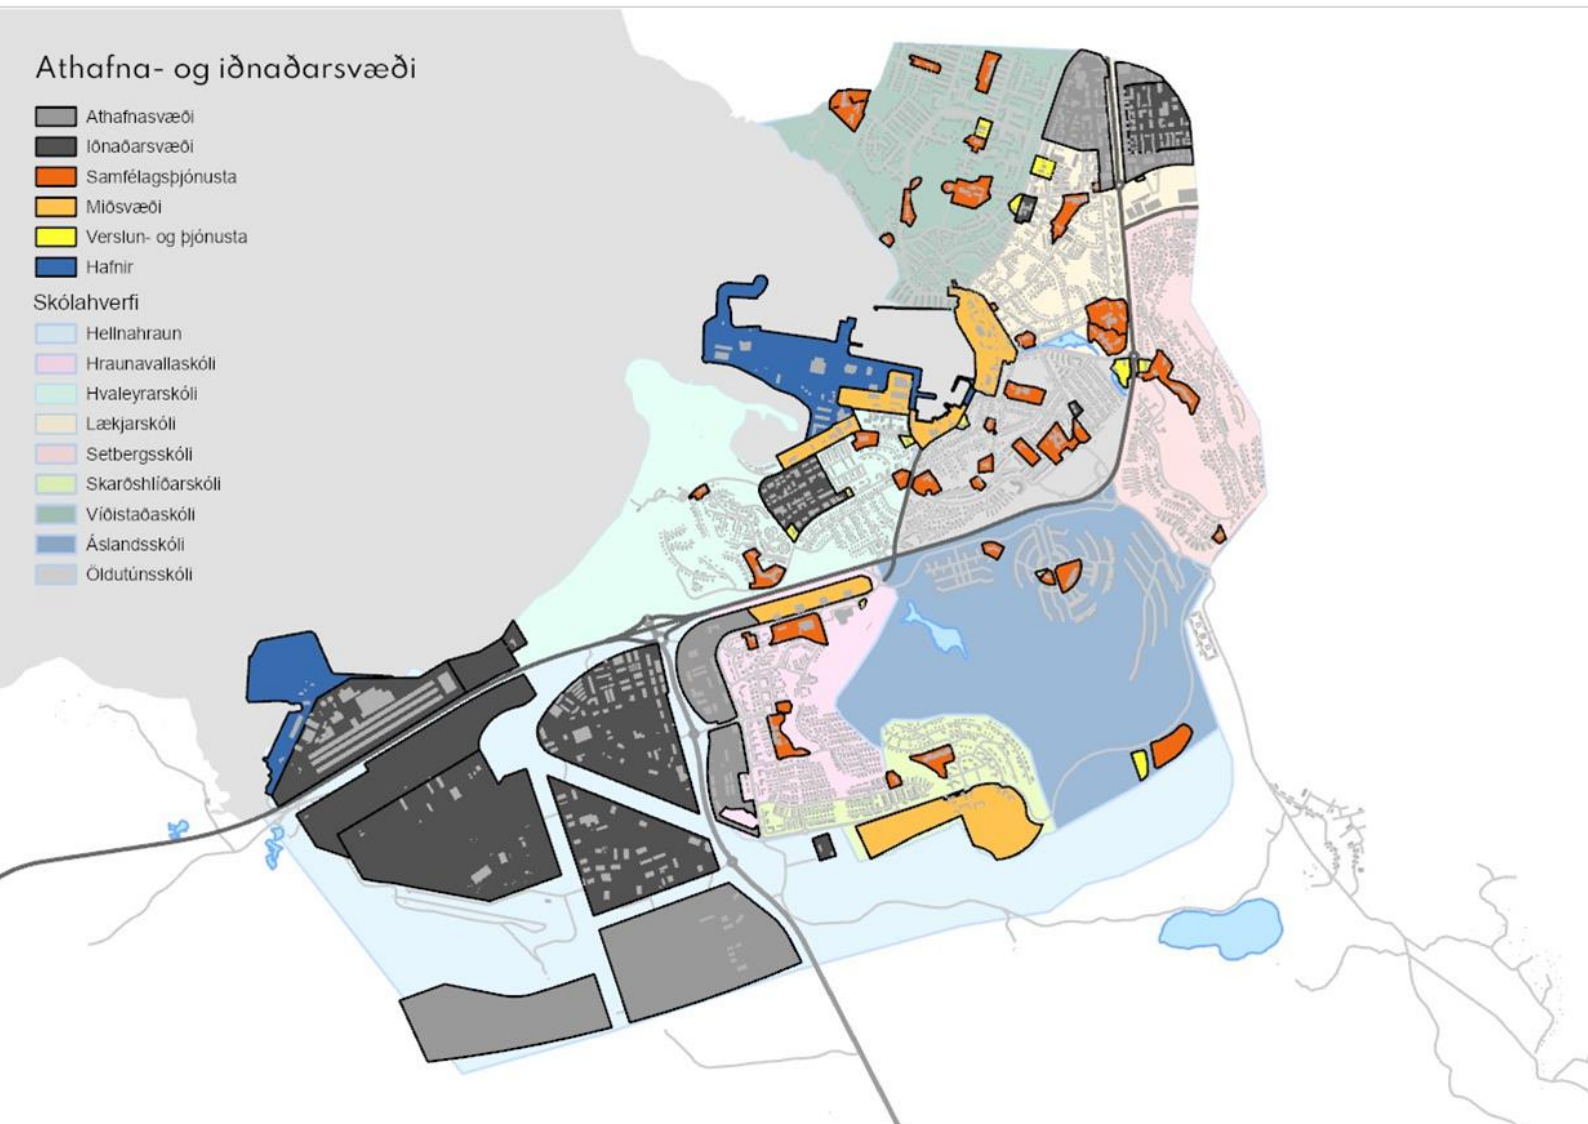 Athafna- og iðnaðarsvæði
Athafnasvæði
Iðnaðarsvæði
Samfélagsþjónusta
Miðsvæði
Verslun- og þjónusta
Hafnir
Skólahverfi
Hellnahraun
Hraunavallaskóli
Hvaleyrarskóli
Lækjarskóli
Setbergsskóli
Skarðshlíðarskóli
Víðistaðaskóli
Áslandsskóli
Öldutúnsskóli